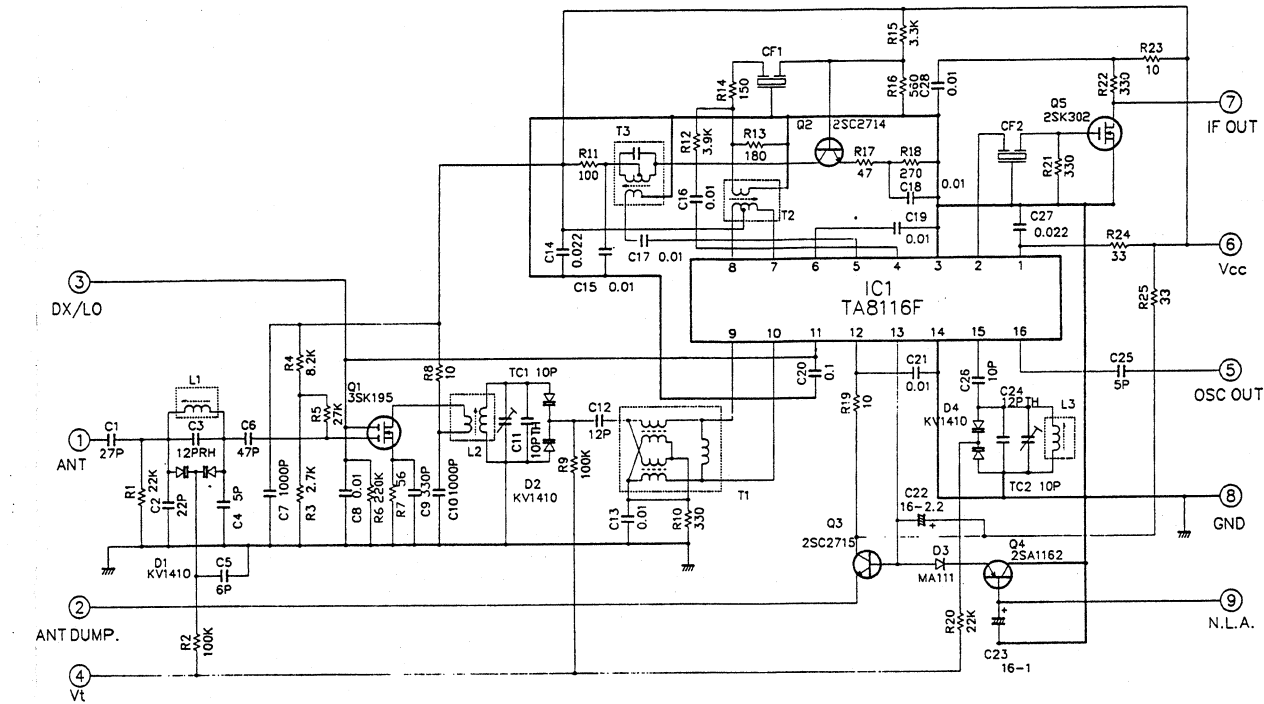 R15 3.3K
CF1
R23
10
R14
150
R16
560
C28
0.01
R22
330
Q5
2SK302
7
IF OUT
T3
R12
3.9K
R13
180
Q2
2SC2714
CF2
R11
100
R17
47
R18
270
R21
330
C16
0.01
C18
0.01
T2
C19
0.01
C27
0.022
R24
33
6
Vcc
C14
0.022
C17 0.01
C15 0.01
8 7 6 5 4 3 2 1
3
DX/LO
IC1
TA8116F
R25
33
9 10 11 12 13 14 15 16
R4
8.2K
R8
10
TC1 10P
C20
0.1
C21
0.01
C26
10P
C25
5P
5
OSC OUT
L1
Q1
3SK195
R5
27K
R19
10
D4
KV1410
C24
12PTH
L3
C1
27P
C3
12PRH
C6
47P
L2
C11
10PTH
C12
12P
1
ANT
R1
22K
C2
22P
C4
5P
C7
1000P
R3
2.7K
C8
0.01
R6
220K
R7
56
C9
330P
C10
1000P
D2
KV1410
R9
100K
T1
TC2 10P
C22
16-2.2
+
8
GND
C13
0.01
R10
330
Q3
2SC2715
D1
KV1410
C5
6P
D3
MA111
Q4
2SA1162
2
ANT DUMP.
R2
100K
R20
22K
+
C23
16-1
9
N.L.A.
4
Vt